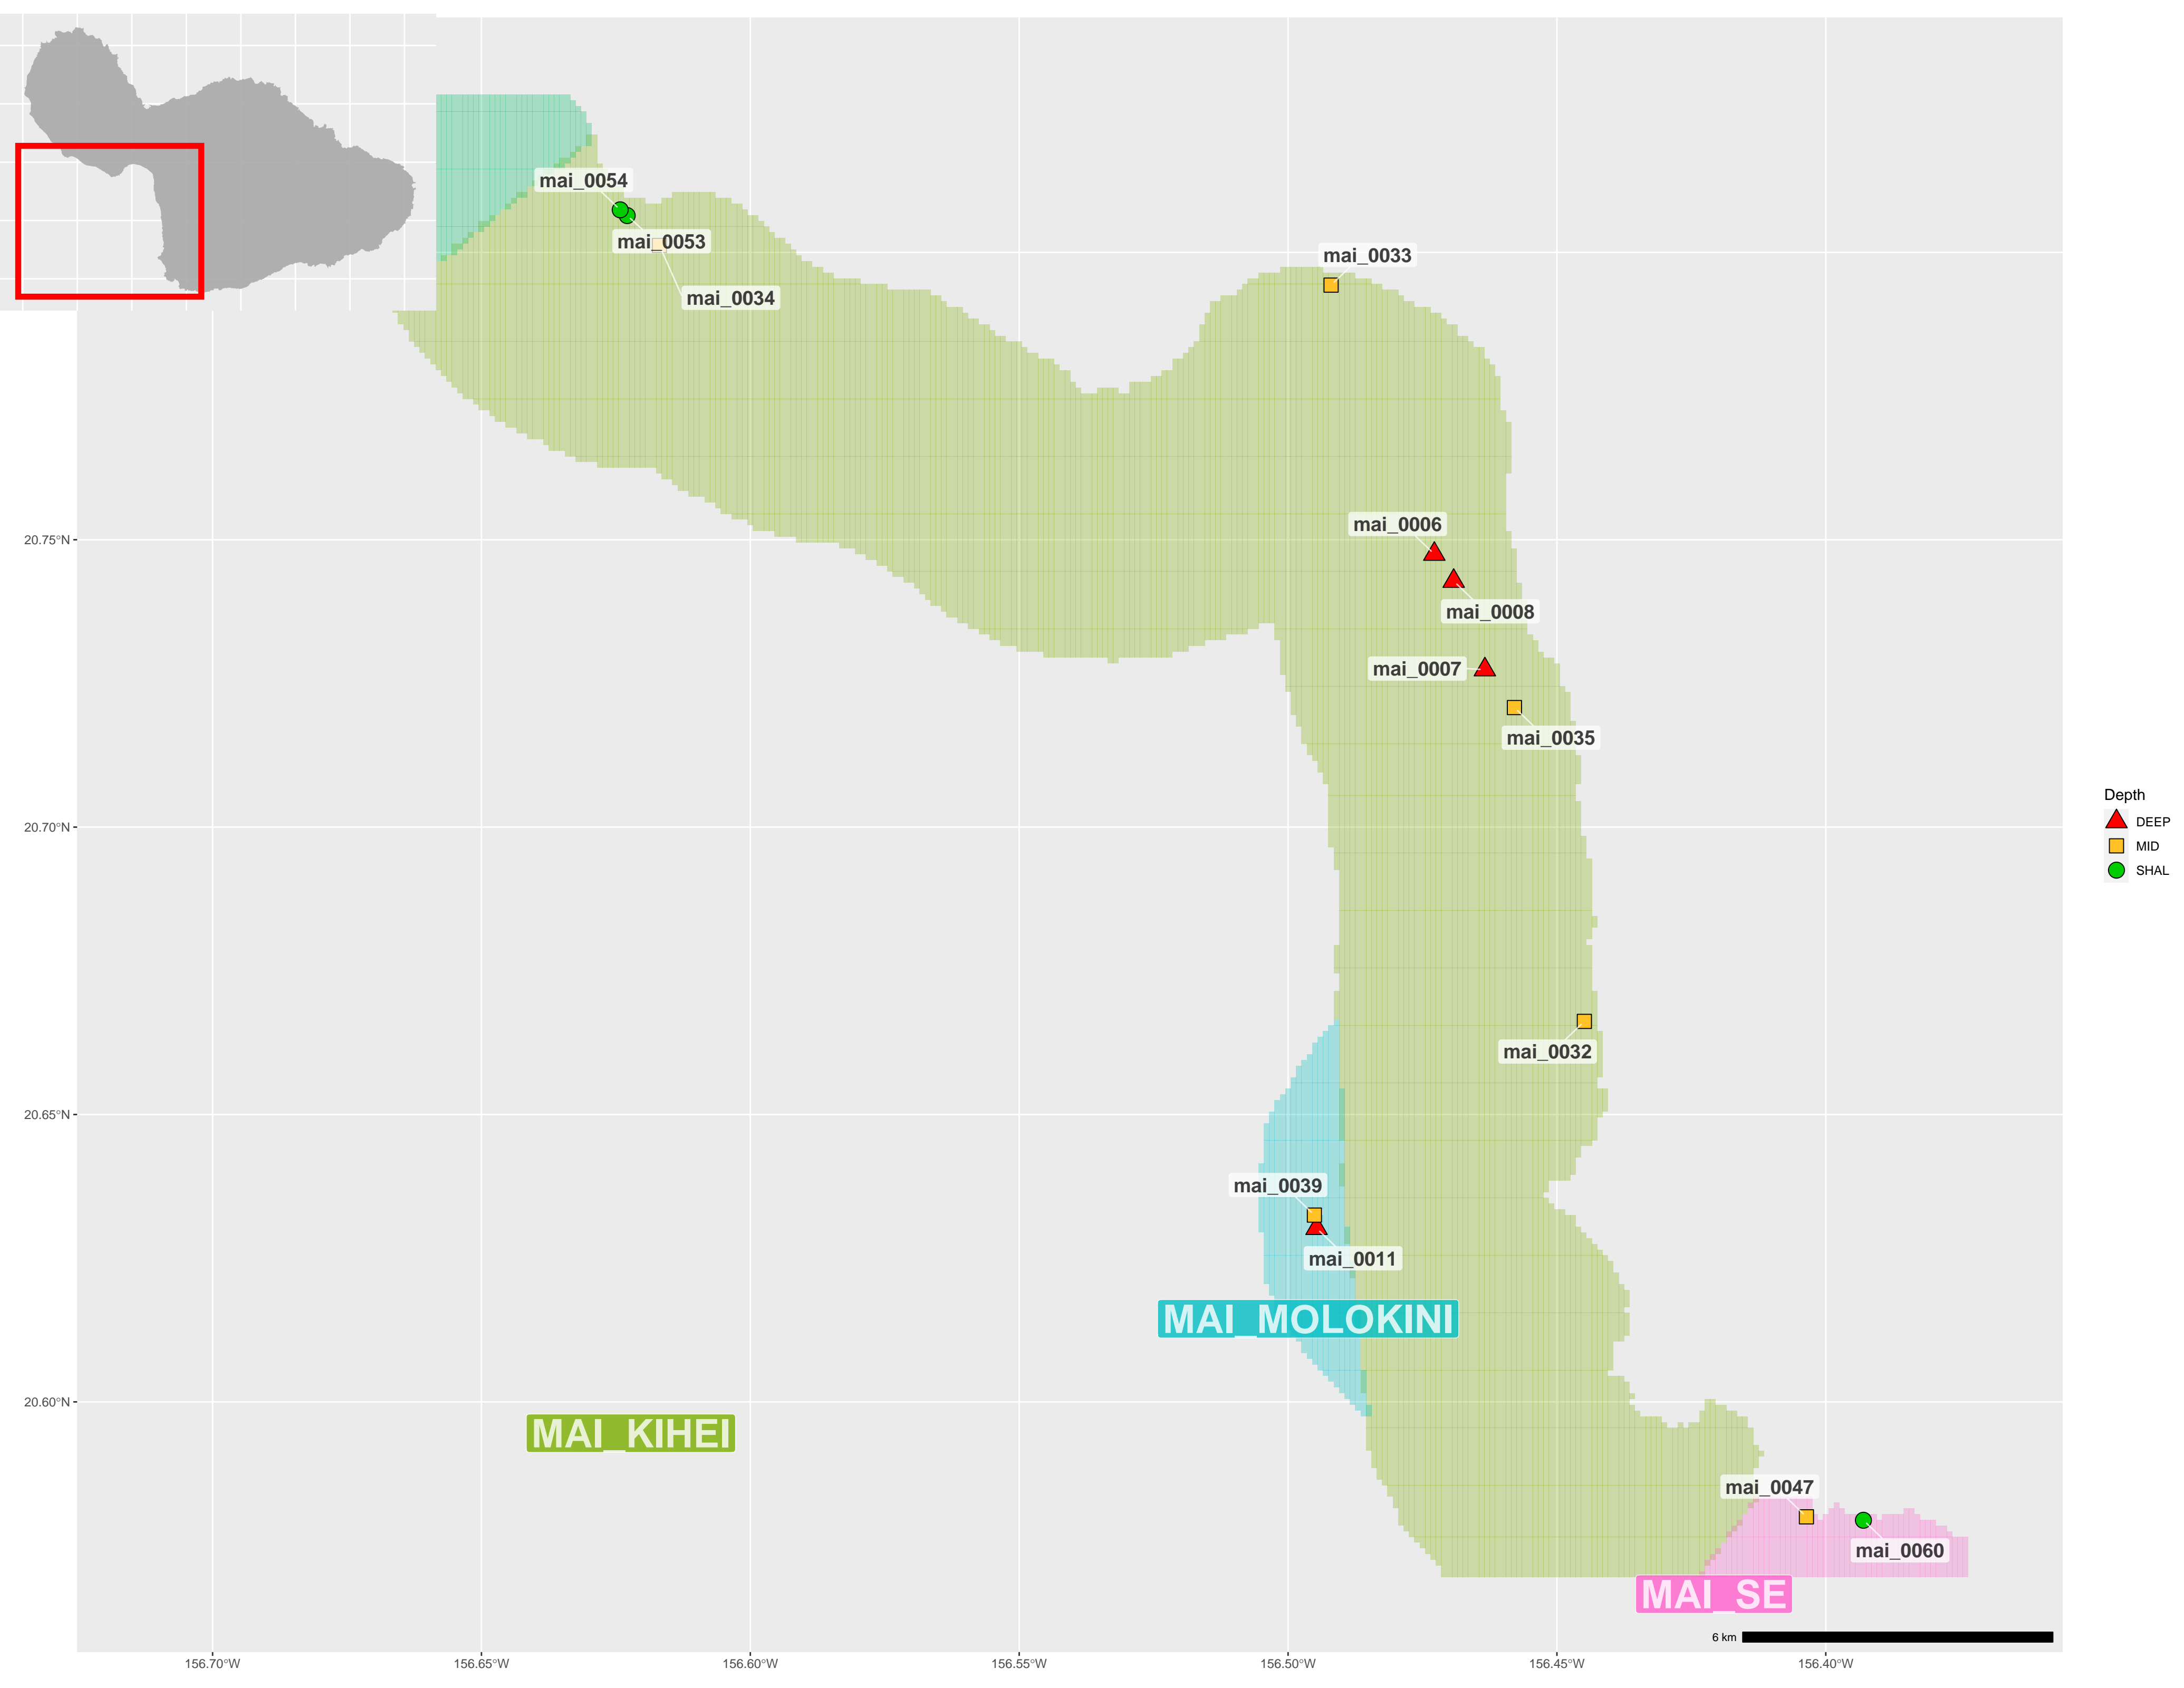 mai_0054
mai_0053
mai_0034
mai_0033
mai_0006
mai_0008
mai_0007
mai_0035
mai_0032
mai_0039
mai_0011
MAI_MOLOKINI
MAI_KIHEI
mai_0047
mai_0060
MAI_SE
6 km
20.75°N
20.70°N
20.65°N
20.60°N
156.70°W
156.65°W
156.60°W
156.55°W
156.50°W
156.45°W
156.40°W
Depth
DEEP
MID
SHAL